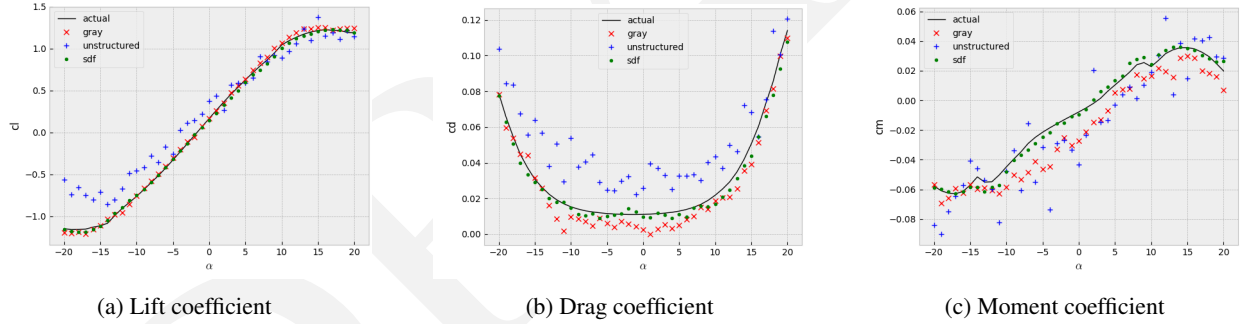 1.5
1.0
0.5
0.0
−0.5
−1.0
cl
actual
gray
unstructured
sdf
−20 −15 −10 −5 0 5 10 15 20
α
(a) Lift coefficient
0.12
0.10
0.08
0.06
0.04
0.02
0.00
cd
actual
gray
unstructured
sdf
−20 −15 −10 −5 0 5 10 15 20
α
(b) Drag coefficient
0.06
0.04
0.02
0.00
−0.02
−0.04
−0.06
−0.08
cm
actual
gray
unstructured
sdf
−20 −15 −10 −5 0 5 10 15 20
α
(c) Moment coefficient